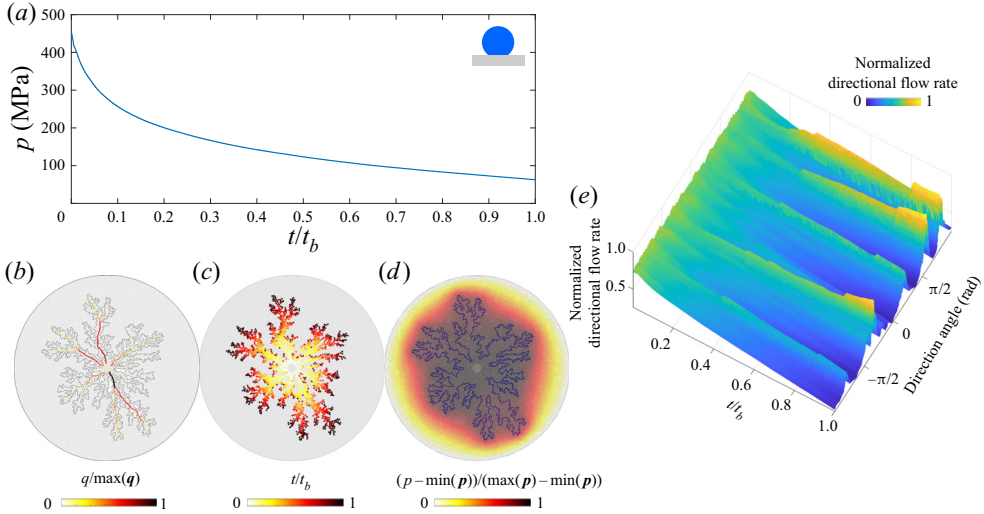 (a)
500
400
300
200
100
p (MPa)
0 0.1 0.2 0.3 0.4 0.5 0.6 0.7 0.8 0.9 1.0
t/t_b
(b)
(c)
(d)
q/max(q)
0 1
t/t_b
0 1
(p – min(p))/(max(p) – min(p))
0 1
(e)
Normalized
directional flow rate
0 1
Normalized
directional flow rate
1.0
0.5
0.2
0.4
0.6
0.8
1.0
t/t_b
π/2
0
–π/2
Direction angle (rad)